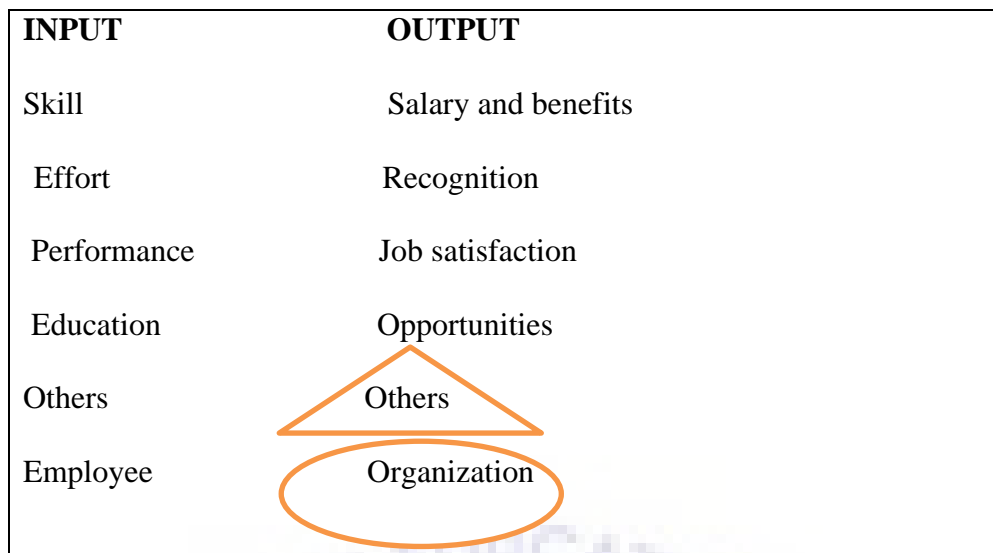 INPUT OUTPUT
Skill Salary and benefits
Effort Recognition
Performance Job satisfaction
Education Opportunities
Others Others
Employee Organization